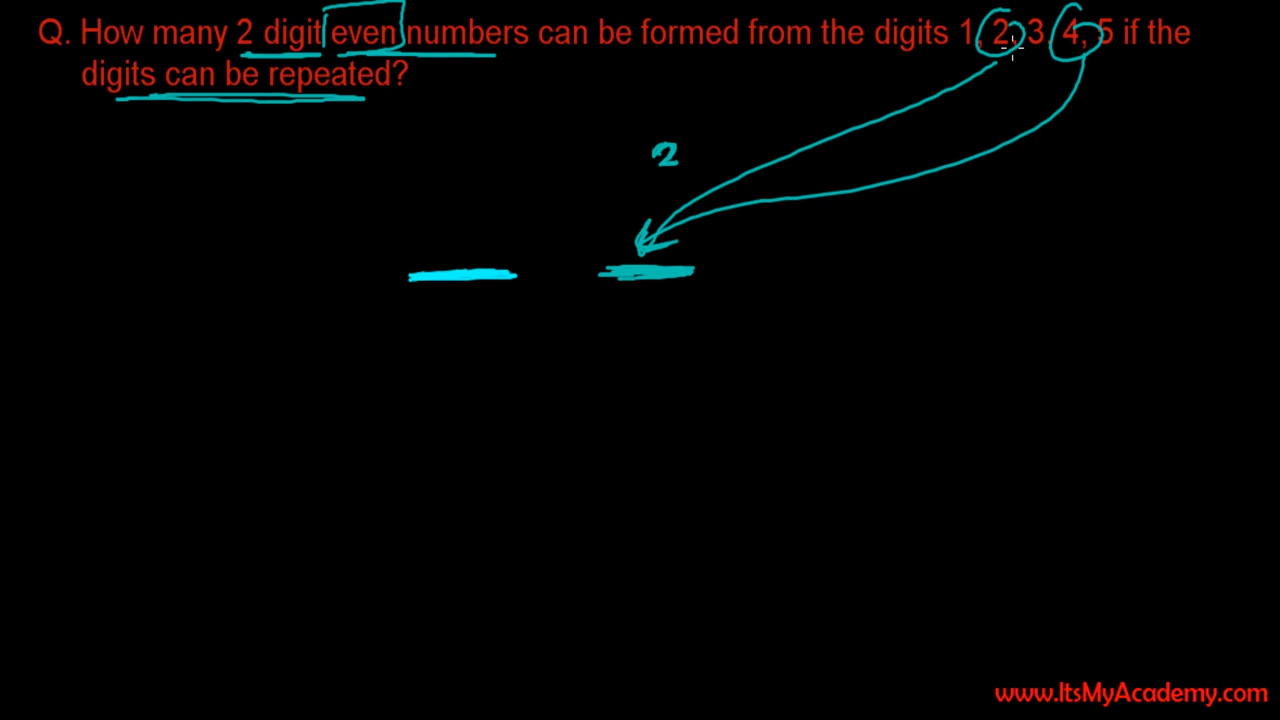 Q. How many 2 digit even numbers can be formed from the digits 1, 2, 3, 4, 5 if the
digits can be repeated?
2
www.ItsMyAcademy.com